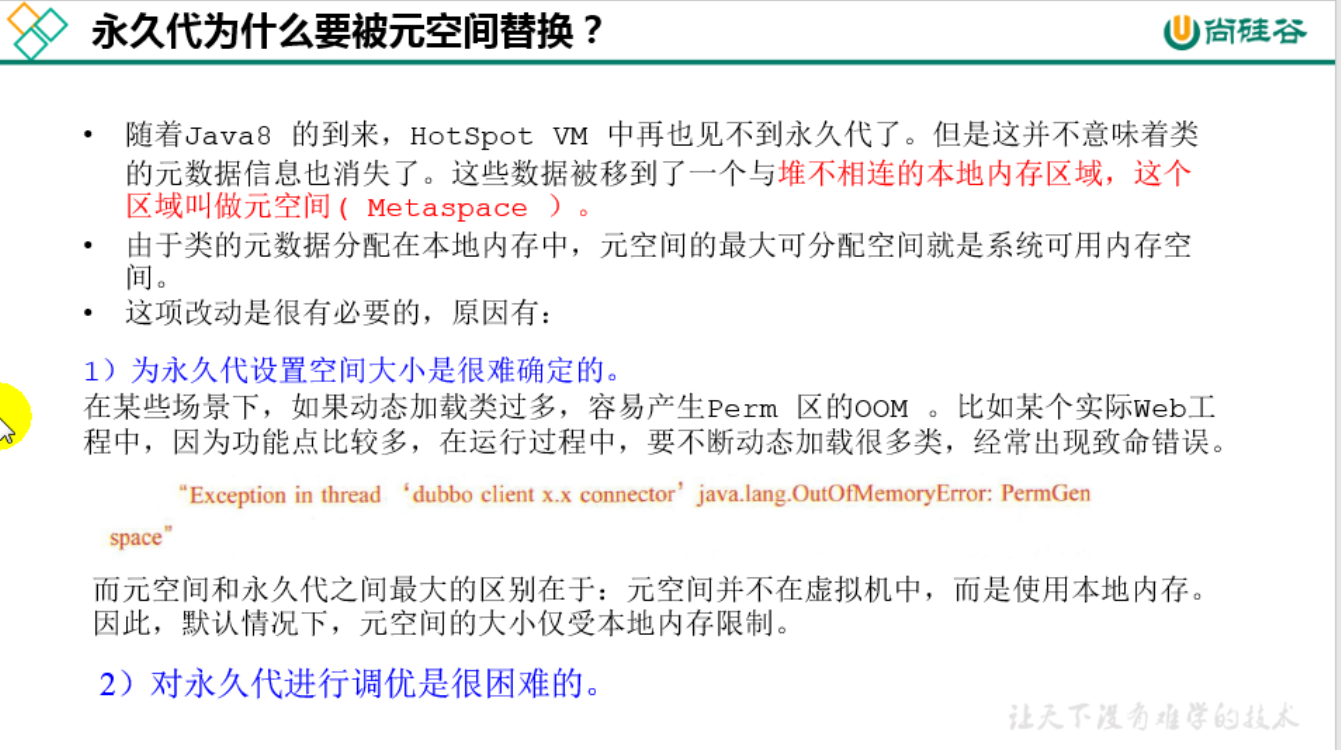 永久代为什么要被元空间替换？
尚硅谷
• 随着Java8 的到来，HotSpot VM 中再也见不到永久代了。但是这并不意味着类
的元数据信息也消失了。这些数据被移到了一个与堆不相连的本地内存区域，这个
区域叫做元空间( Metaspace ）。
• 由于类的元数据分配在本地内存中，元空间的最大可分配空间就是系统可用内存空
间。
• 这项改动是很有必要的，原因有：
1）为永久代设置空间大小是很难确定的。
在某些场景下，如果动态加载类过多，容易产生Perm 区的OOM 。比如某个实际Web工
程中，因为功能点比较多，在运行过程中，要不断动态加载很多类，经常出现致命错误。
“Exception in thread ‘dubbo client x.x connector’ java.lang.OutOfMemoryError: PermGen
space”
而元空间和永久代之间最大的区别在于：元空间并不在虚拟机中，而是使用本地内存。
因此，默认情况下，元空间的大小仅受本地内存限制。
2）对永久代进行调优是很困难的。
让天下没有难学的技术